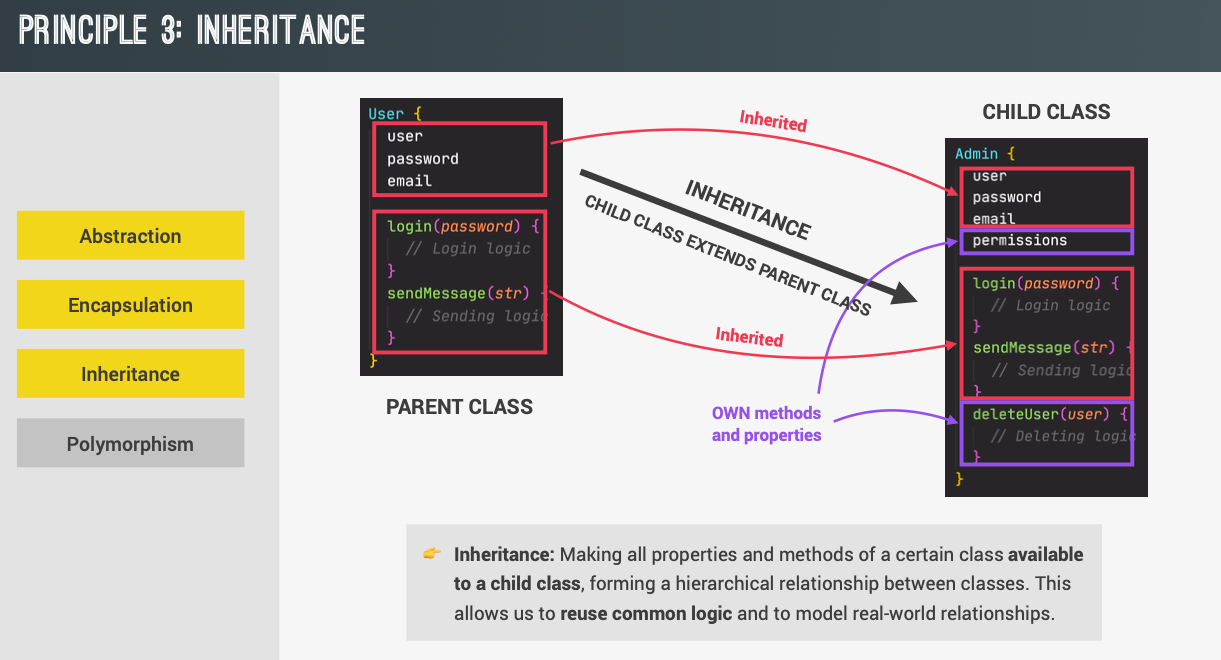 PRINCIPLE 3: INHERITANCE
Abstraction
Encapsulation
Inheritance
Polymorphism
User {
user
password
email
login(password) {
// Login logic
}
sendMessage(str) {
// Sending logic
}
}
PARENT CLASS
Inherited
INHERITANCE
CHILD CLASS EXTENDS PARENT CLASS
Inherited
OWN methods
and properties
CHILD CLASS
Admin {
user
password
email
permissions
login(password) {
// Login logic
}
sendMessage(str) {
// Sending logic
}
deleteUser(user) {
// Deleting logic
}
}
👉 Inheritance: Making all properties and methods of a certain class available
to a child class, forming a hierarchical relationship between classes. This
allows us to reuse common logic and to model real-world relationships.